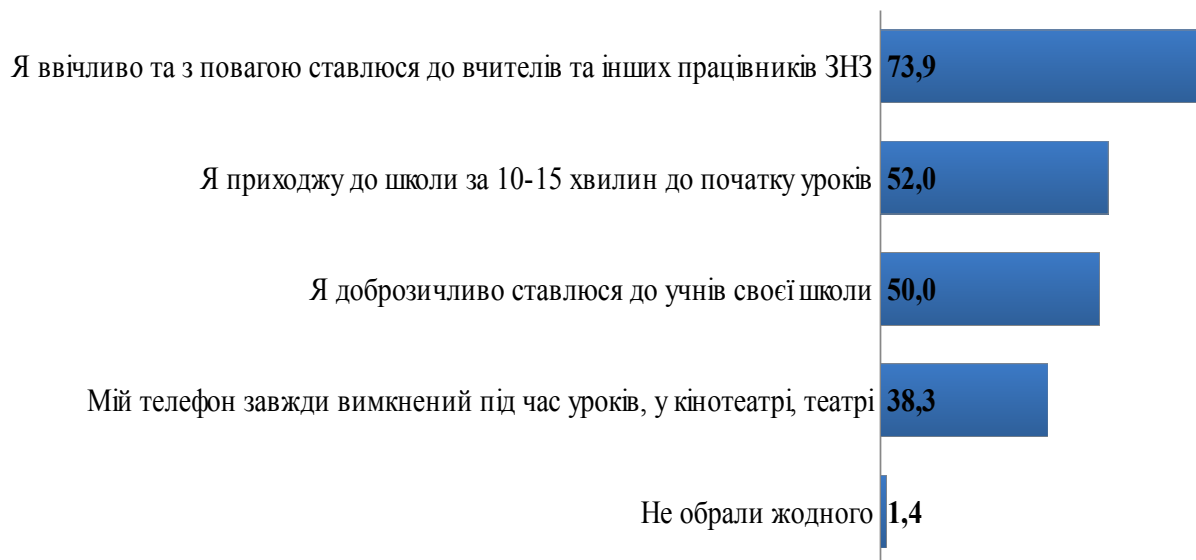 Я ввічливо та з повагою ставлюся до вчителів та інших працівників ЗНЗ 73,9
Я приходжу до школи за 10-15 хвилин до початку уроків 52,0
Я доброзичливо ставлюся до учнів своєї школи 50,0
Мій телефон завжди вимкнений під час уроків, у кінотеатрі, театрі 38,3
Не обрали жодного 1,4